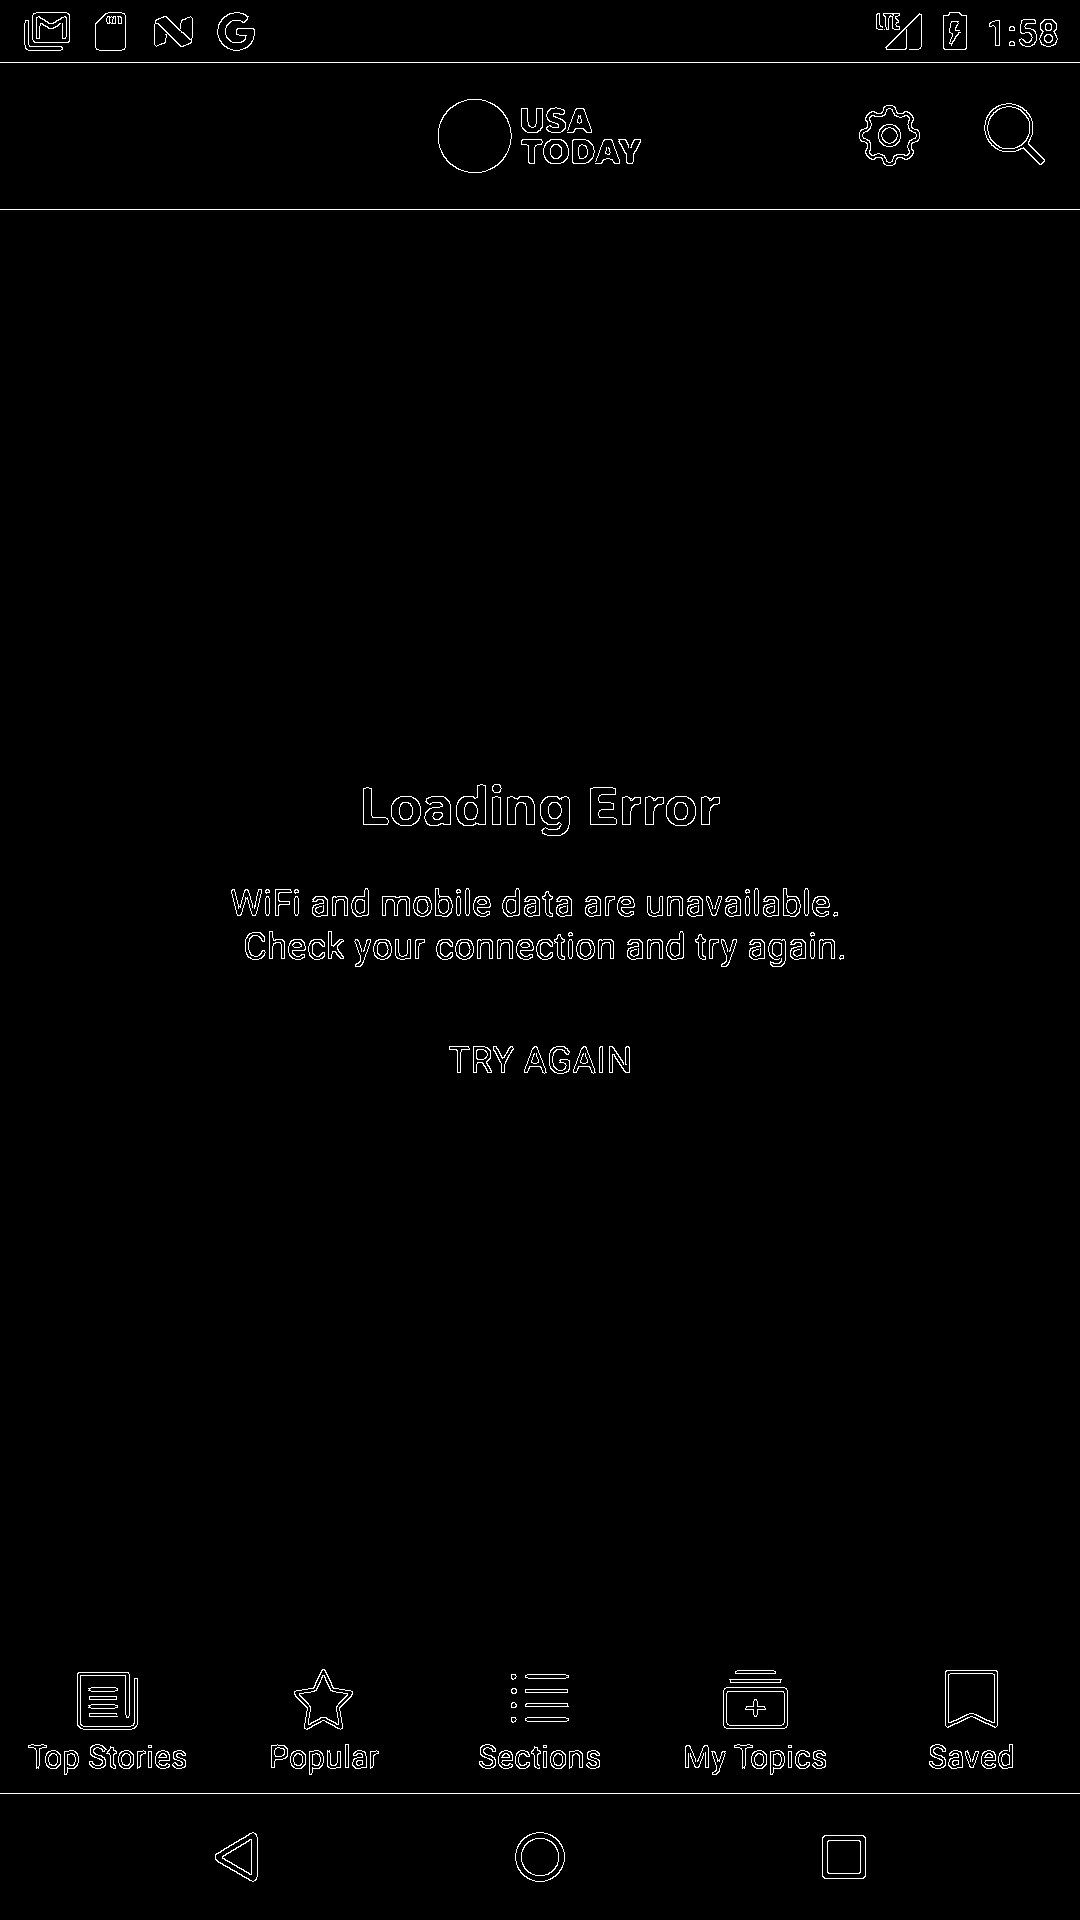 LTE 1:58
USA
TODAY
Loading Error
WiFi and mobile data are unavailable.
Check your connection and try again.
TRY AGAIN
Top Stories Popular Sections My Topics Saved